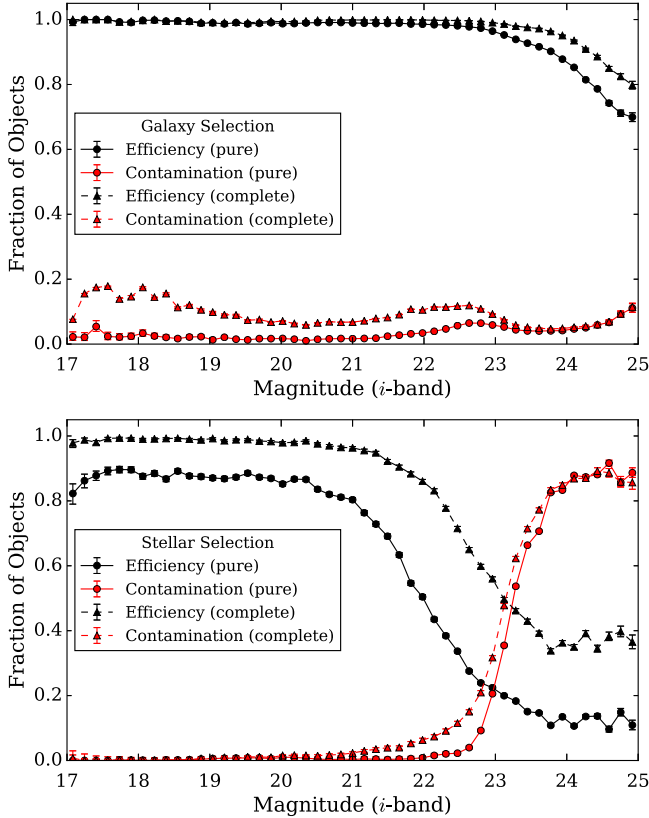 Fraction of Objects
1.0
0.8
0.6
0.4
0.2
0.0
Galaxy Selection
Efficiency (pure)
Contamination (pure)
Efficiency (complete)
Contamination (complete)
17 18 19 20 21 22 23 24 25
Magnitude (i-band)
Fraction of Objects
1.0
0.8
0.6
0.4
0.2
0.0
Stellar Selection
Efficiency (pure)
Contamination (pure)
Efficiency (complete)
Contamination (complete)
17 18 19 20 21 22 23 24 25
Magnitude (i-band)